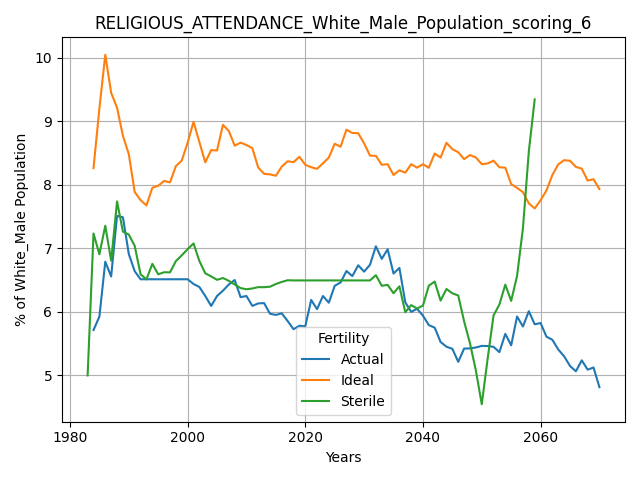 RELIGIOUS_ATTENDANCE_White_Male_Population_scoring_6
% of White_Male Population
10
9
8
7
6
5
Fertility
Actual
Ideal
Sterile
1980 2000 2020 2040 2060
Years